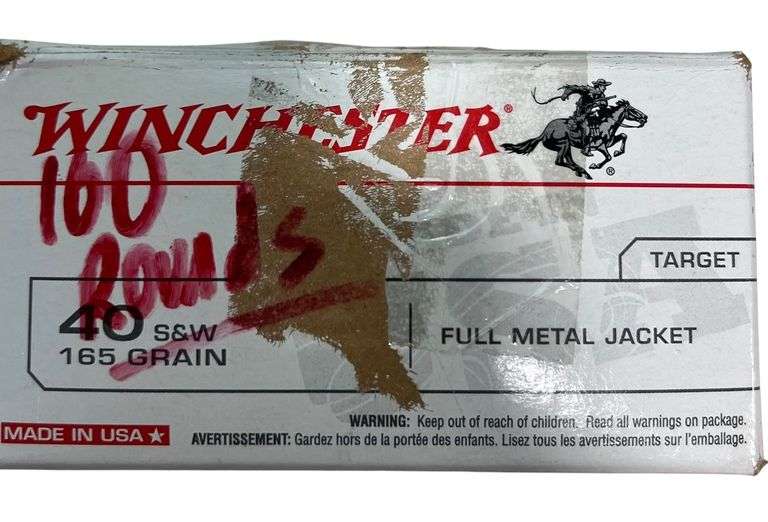 WINCHESTER®
®
160
Rounds
TARGET
40 S&W
165 GRAIN
FULL METAL JACKET
WARNING: Keep out of reach of children. Read all warnings on package.
MADE IN USA★
AVERTISSEMENT: Gardez hors de la portée des enfants. Lisez tous les avertissements sur l'emballage.